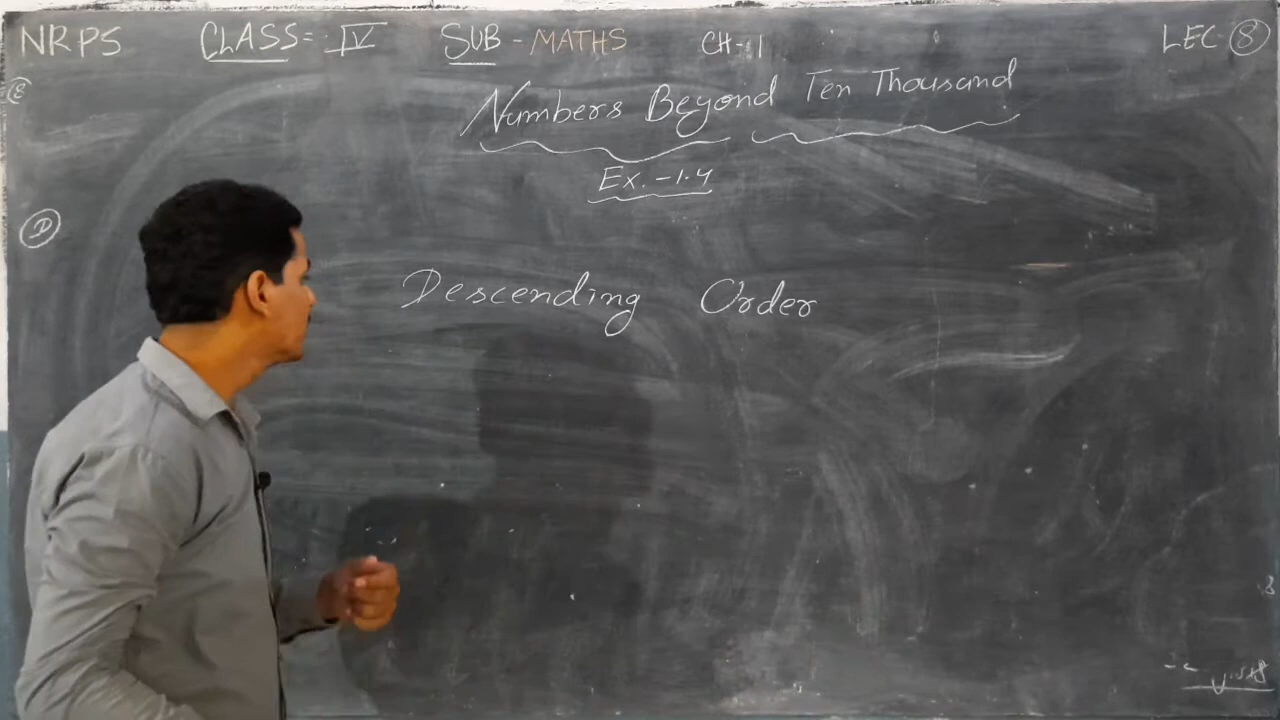 NRPS CLASS= IV SUB - MATHS CH-1 LEC 8
Numbers Beyond Ten Thousand
Ex.-1.4
D
Descending Order